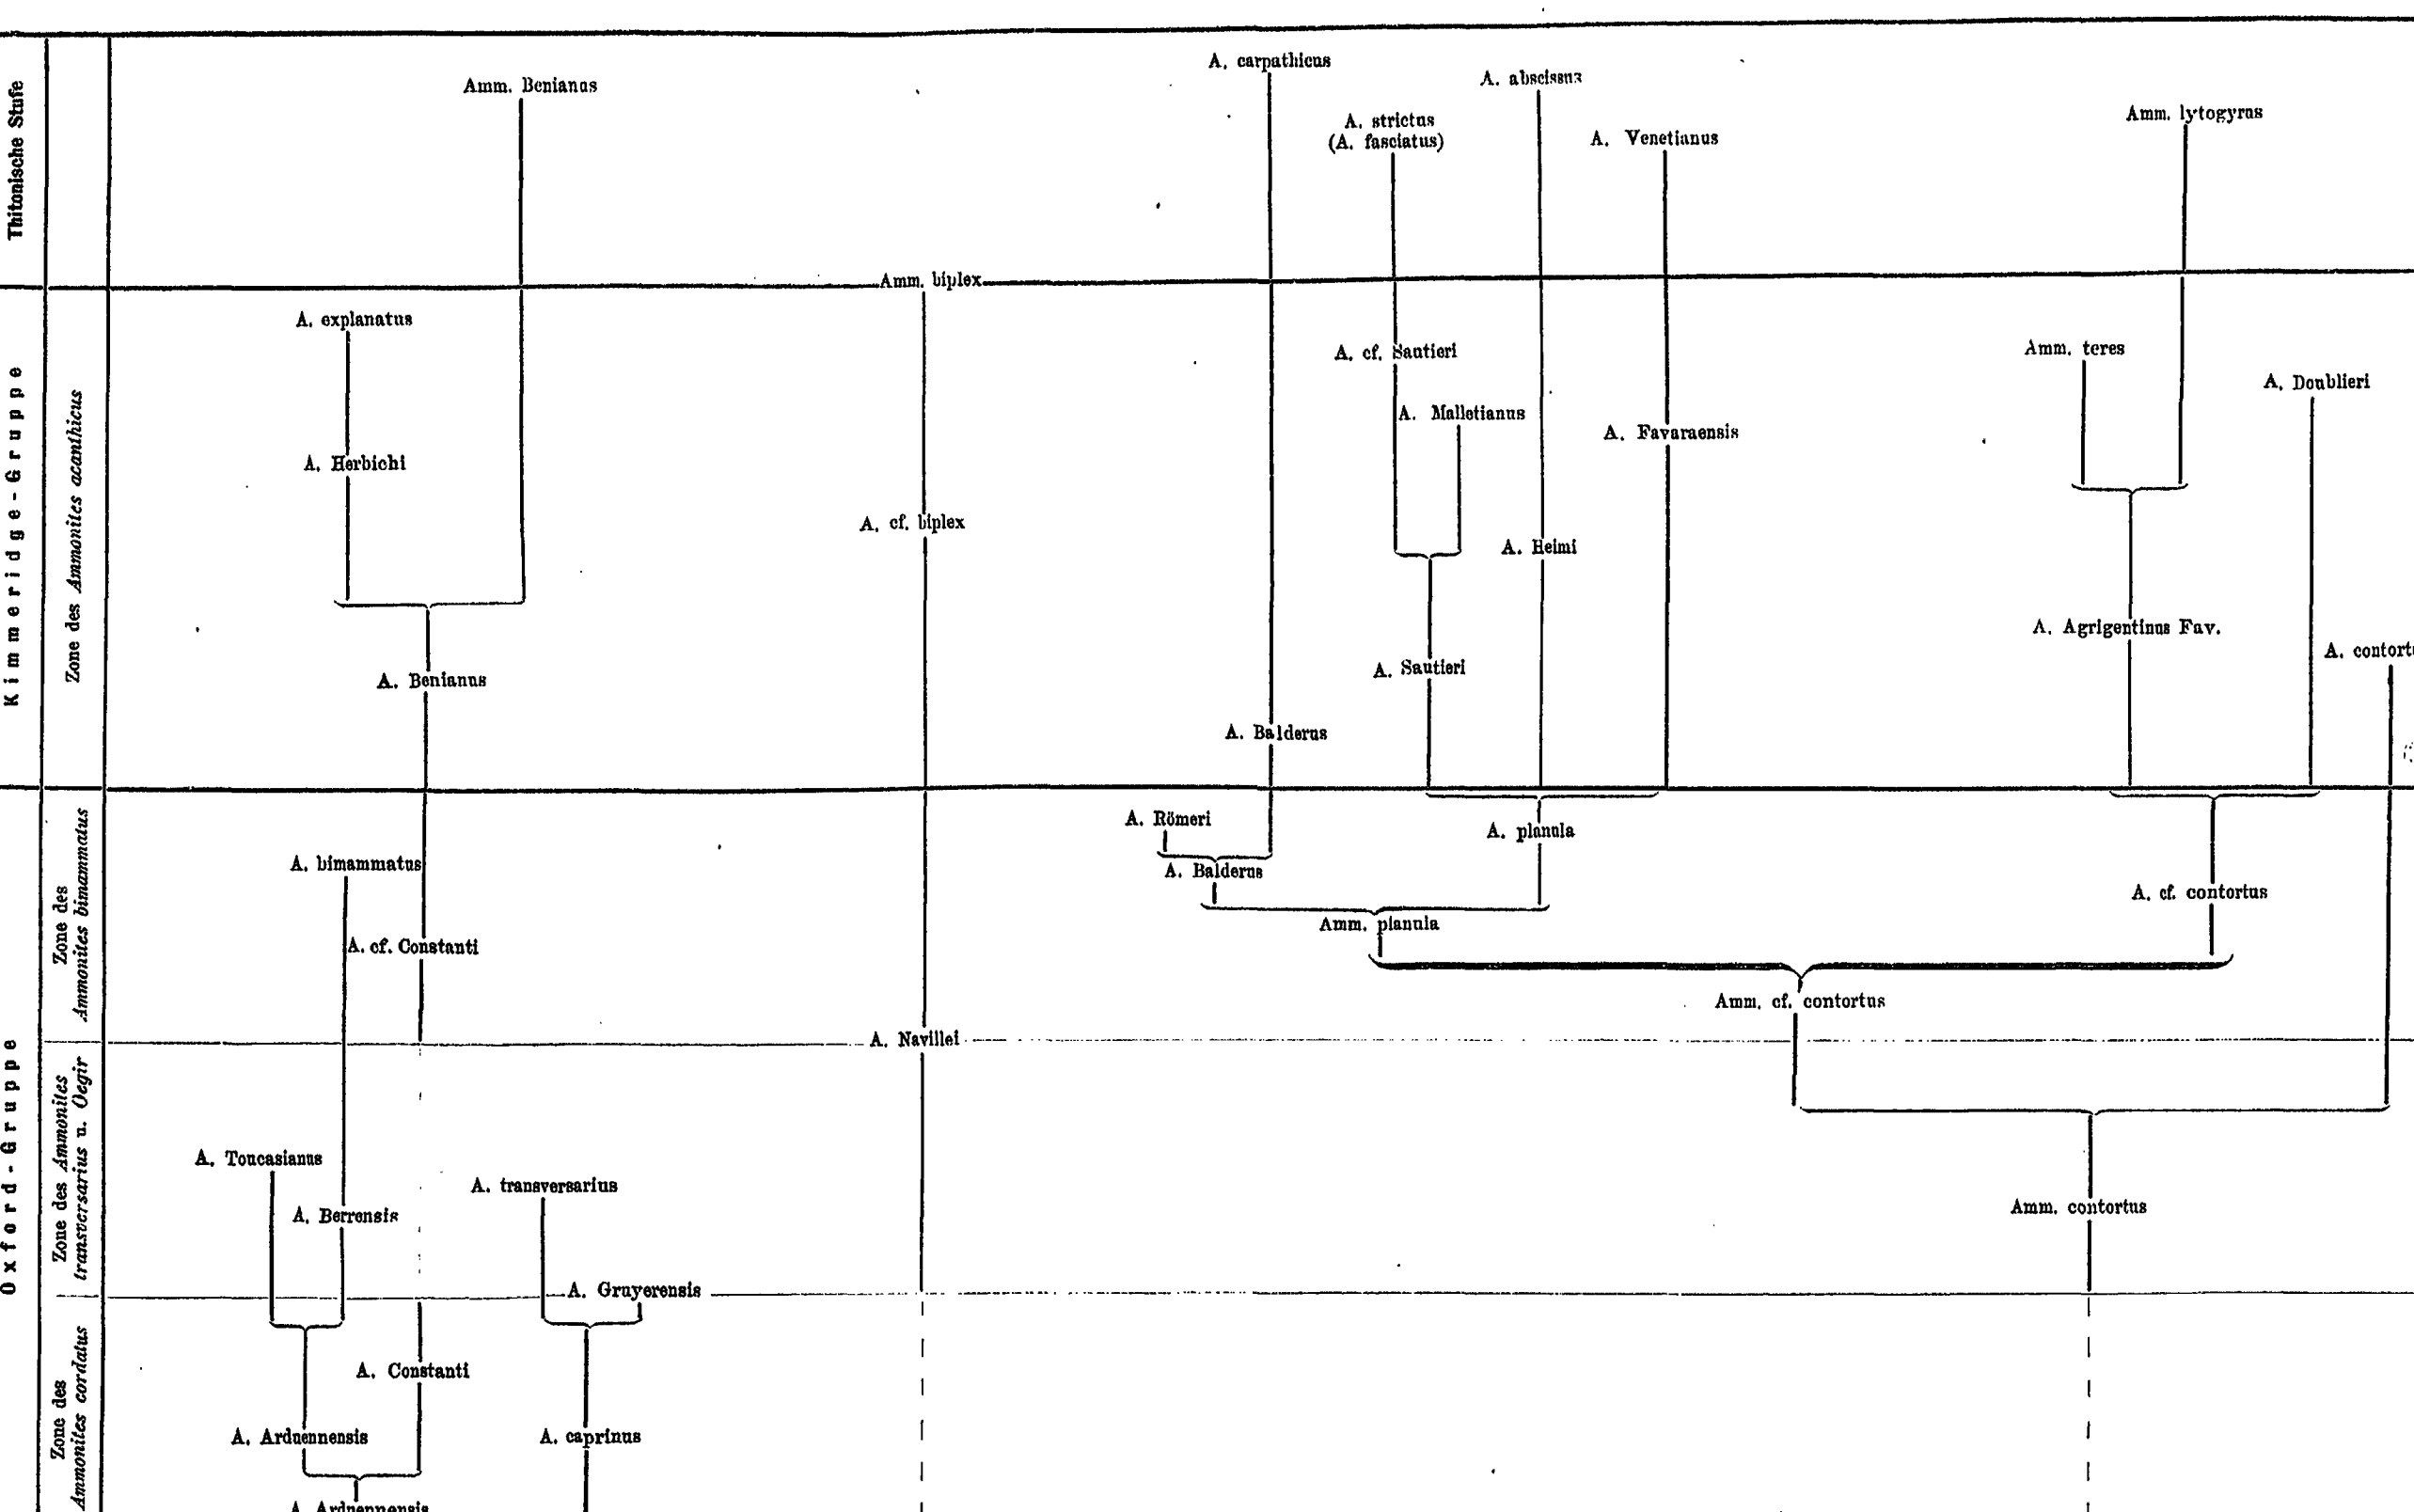 Thitonische Stufe
A. carpathicus
Amm. Benianus
A. abscissus
A. strictus
(A. fasciatus)
A. Venetianus
Amm. lytogyrus
Kimmeridge-Gruppe
Zone des Ammonites acanthicus
Amm. biplex
A. explanatus
A. cf. Sautieri
Amm. teres
A. Doublieri
A. Malletianus
A. Favaraensis
A. Herbichi
A. cf. biplex
A. Heimi
A. Agrigentinus Fav.
A. contortu
A. Sautieri
A. Benianus
A. Balderus
Oxford-Gruppe
Zone des
Ammonites bimammatus
A. Römeri
A. planula
A. bimammatus
A. Balderus
A. cf. contortus
Amm. planula
A. cf. Constanti
Amm. cf. contortus
A. Navillei
Zone des Ammonites
transversarius u. Oegir
A. Toucasianus
A. transversarius
A. Berrensis
Amm. contortus
A. Gruyerensis
Zone des
Ammonites cordatus
A. Constanti
A. Arduennensis
A. caprinus
A. Arduennensis